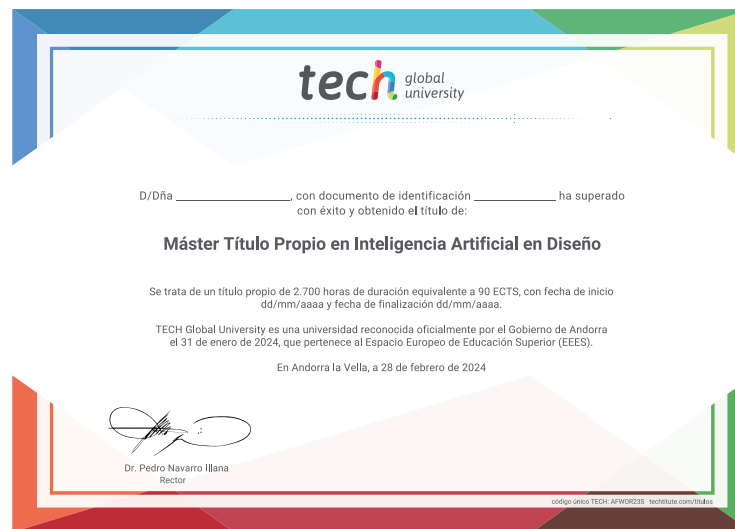 tech global university
D/Dña ____________________, con documento de identificación ______________ ha superado
con éxito y obtenido el título de:
Máster Título Propio en Inteligencia Artificial en Diseño
Se trata de un título propio de 2.700 horas de duración equivalente a 90 ECTS, con fecha de inicio
dd/mm/aaaa y fecha de finalización dd/mm/aaaa.
TECH Global University es una universidad reconocida oficialmente por el Gobierno de Andorra
el 31 de enero de 2024, que pertenece al Espacio Europeo de Educación Superior (EEES).
En Andorra la Vella, a 28 de febrero de 2024
Dr. Pedro Navarro Illana
Rector
código único TECH: AFWOR23S techtitute.com/titulos